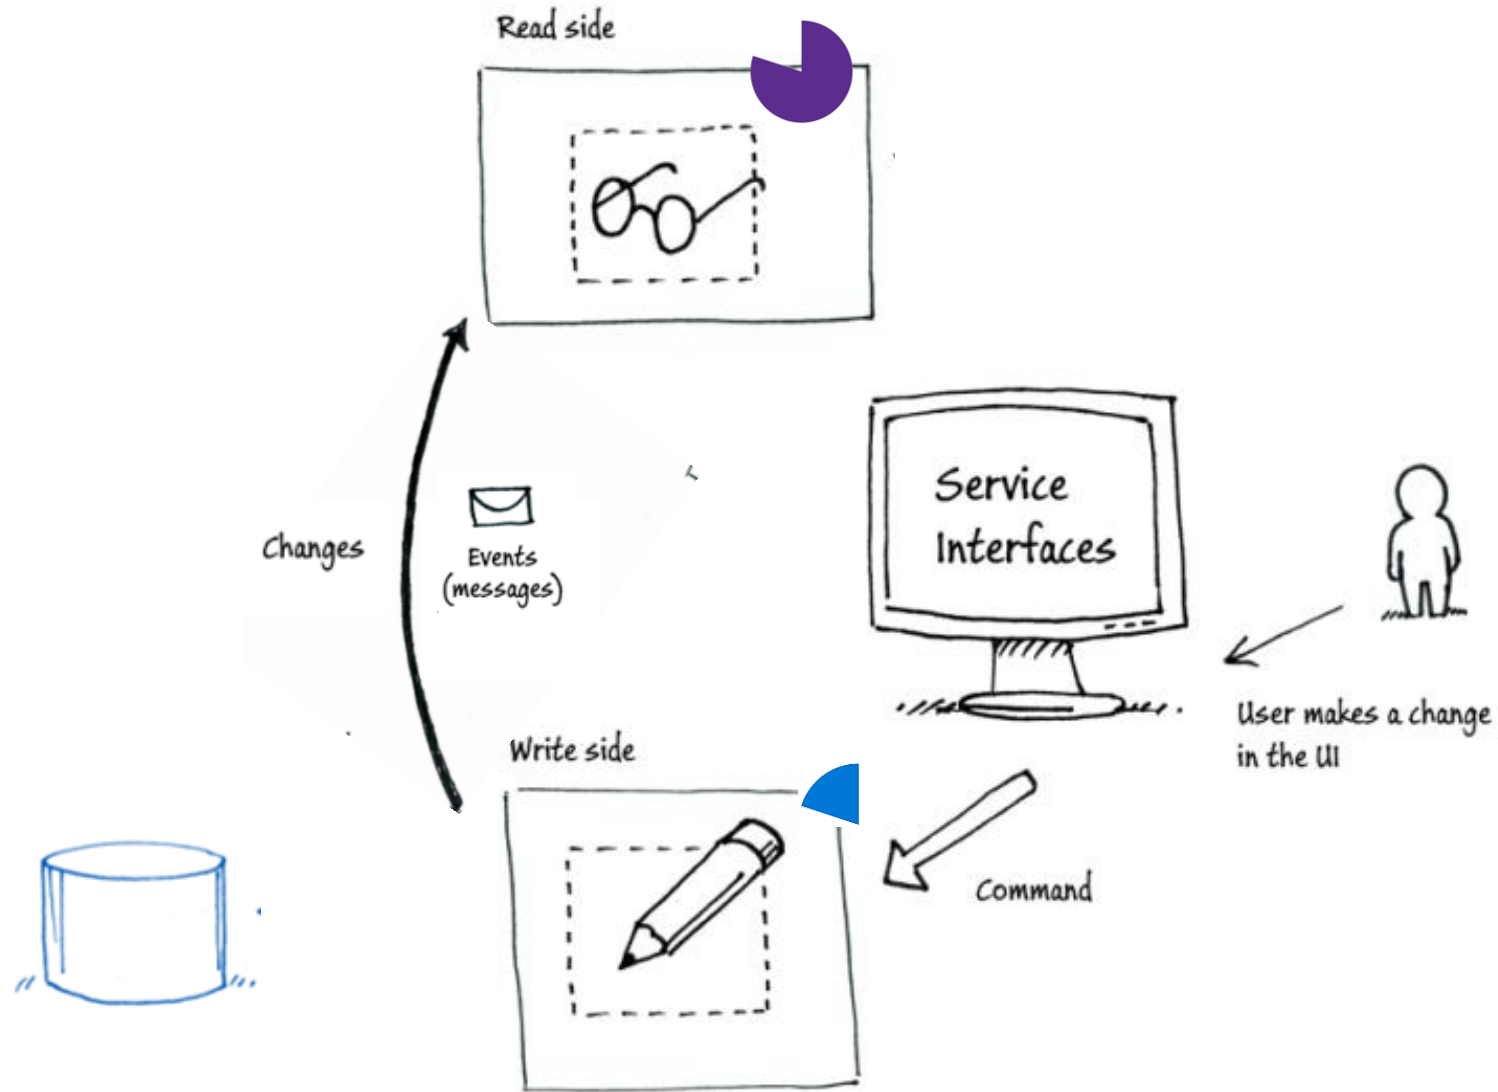 Read side
Service
Interfaces
Changes
Events
(messages)
User makes a change
in the UI
Write side
Command